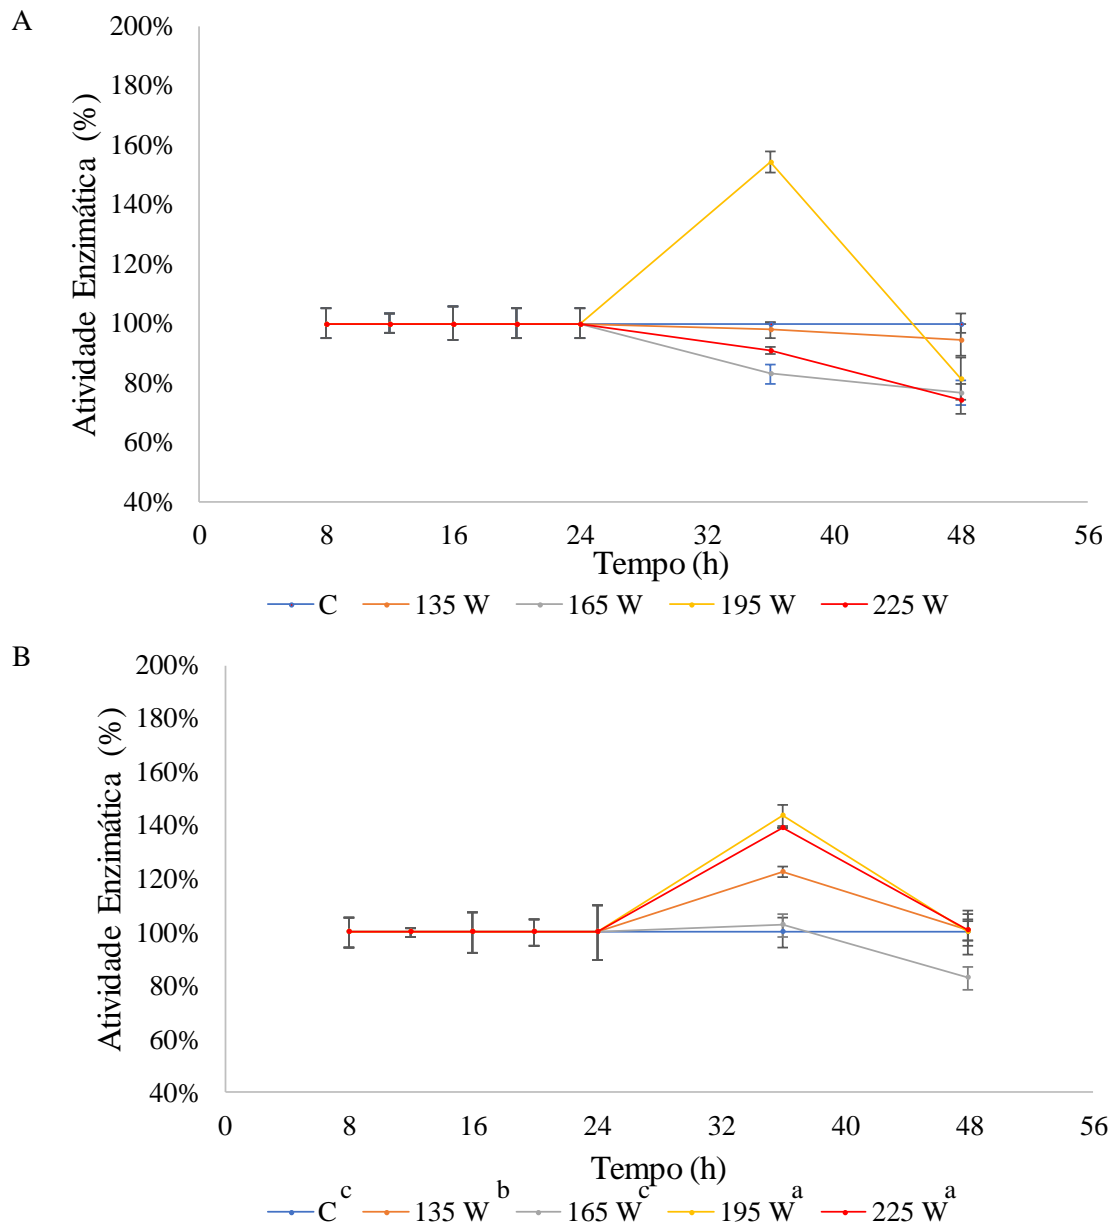 A
200%
180%
160%
140%
120%
100%
80%
60%
40%
Atividade Enzimática (%)
0 8 16 24 32 40 48 56
Tempo (h)
C 135 W 165 W 195 W 225 W
B
200%
180%
160%
140%
120%
100%
80%
60%
40%
Atividade Enzimática (%)
0 8 16 24 32 40 48 56
Tempo (h)
C c 135 W b 165 W c 195 W a 225 W a